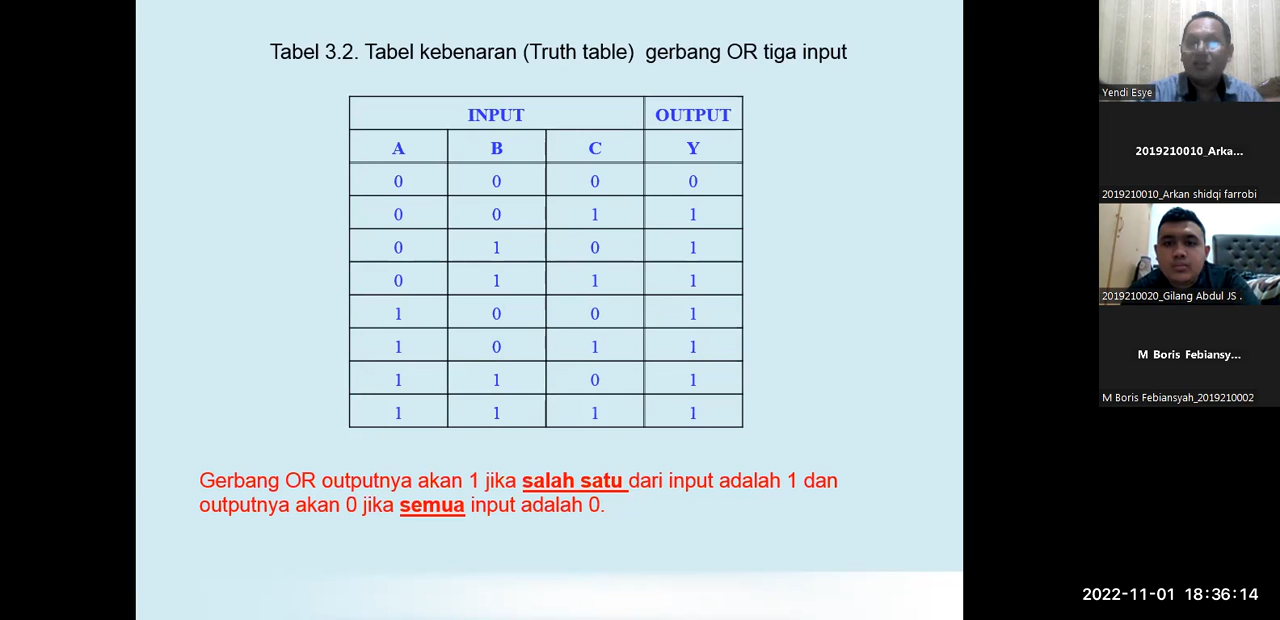 Tabel 3.2. Tabel kebenaran (Truth table) gerbang OR tiga input
INPUT OUTPUT
A B C Y
0 0 0 0
0 0 1 1
0 1 0 1
0 1 1 1
1 0 0 1
1 0 1 1
1 1 0 1
1 1 1 1
Gerbang OR outputnya akan 1 jika salah satu dari input adalah 1 dan
outputnya akan 0 jika semua input adalah 0.
Yendi Esye
2019210010_Arka...
2019210010_Arkan shidqi farrobi
2019210020_Gilang Abdul JS .
M Boris Febiansy...
M Boris Febiansyah_2019210002
2022-11-01 18:36:14